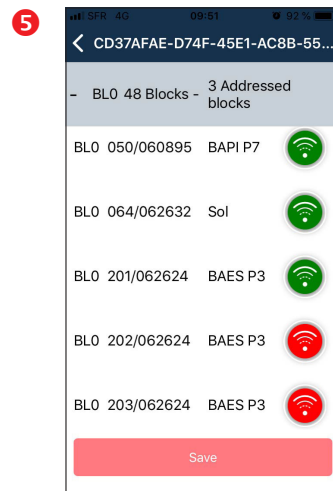 5
SFR 4G 09:51 92 %
CD37AFAE-D74F-45E1-AC8B-55...
- BL0 48 Blocks - 3 Addressed blocks
BL0 050/060895 BAPI P7
BL0 064/062632 Sol
BL0 201/062624 BAES P3
BL0 202/062624 BAES P3
BL0 203/062624 BAES P3
Save